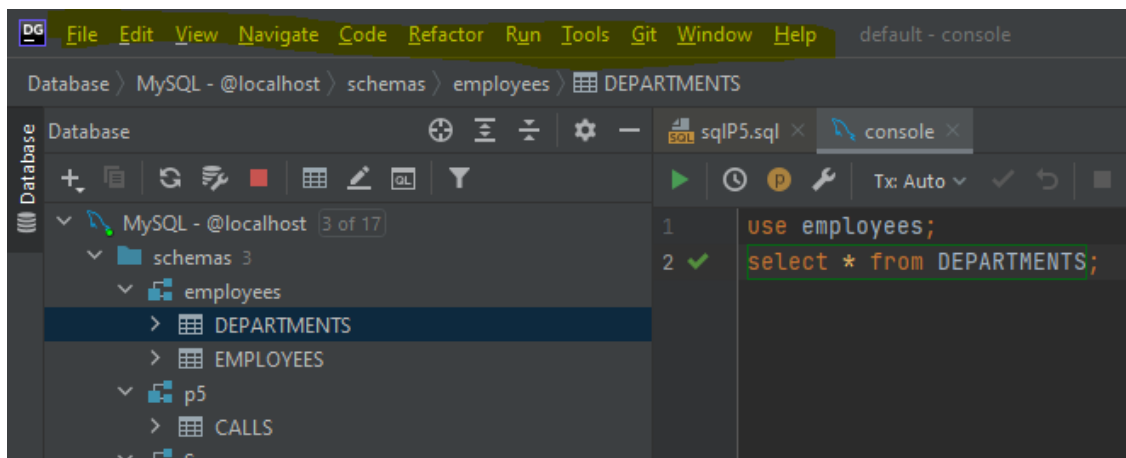 DG File Edit View Navigate Code Refactor Run Tools Git Window Help default - console
Database MySQL - @localhost schemas employees DEPARTMENTS
Database
Database
sqlP5.sql console
QL
p Tx: Auto
MySQL - @localhost 3 of 17
schemas 3
employees
DEPARTMENTS
EMPLOYEES
p5
CALLS
1 use employees;
2 select * from DEPARTMENTS;